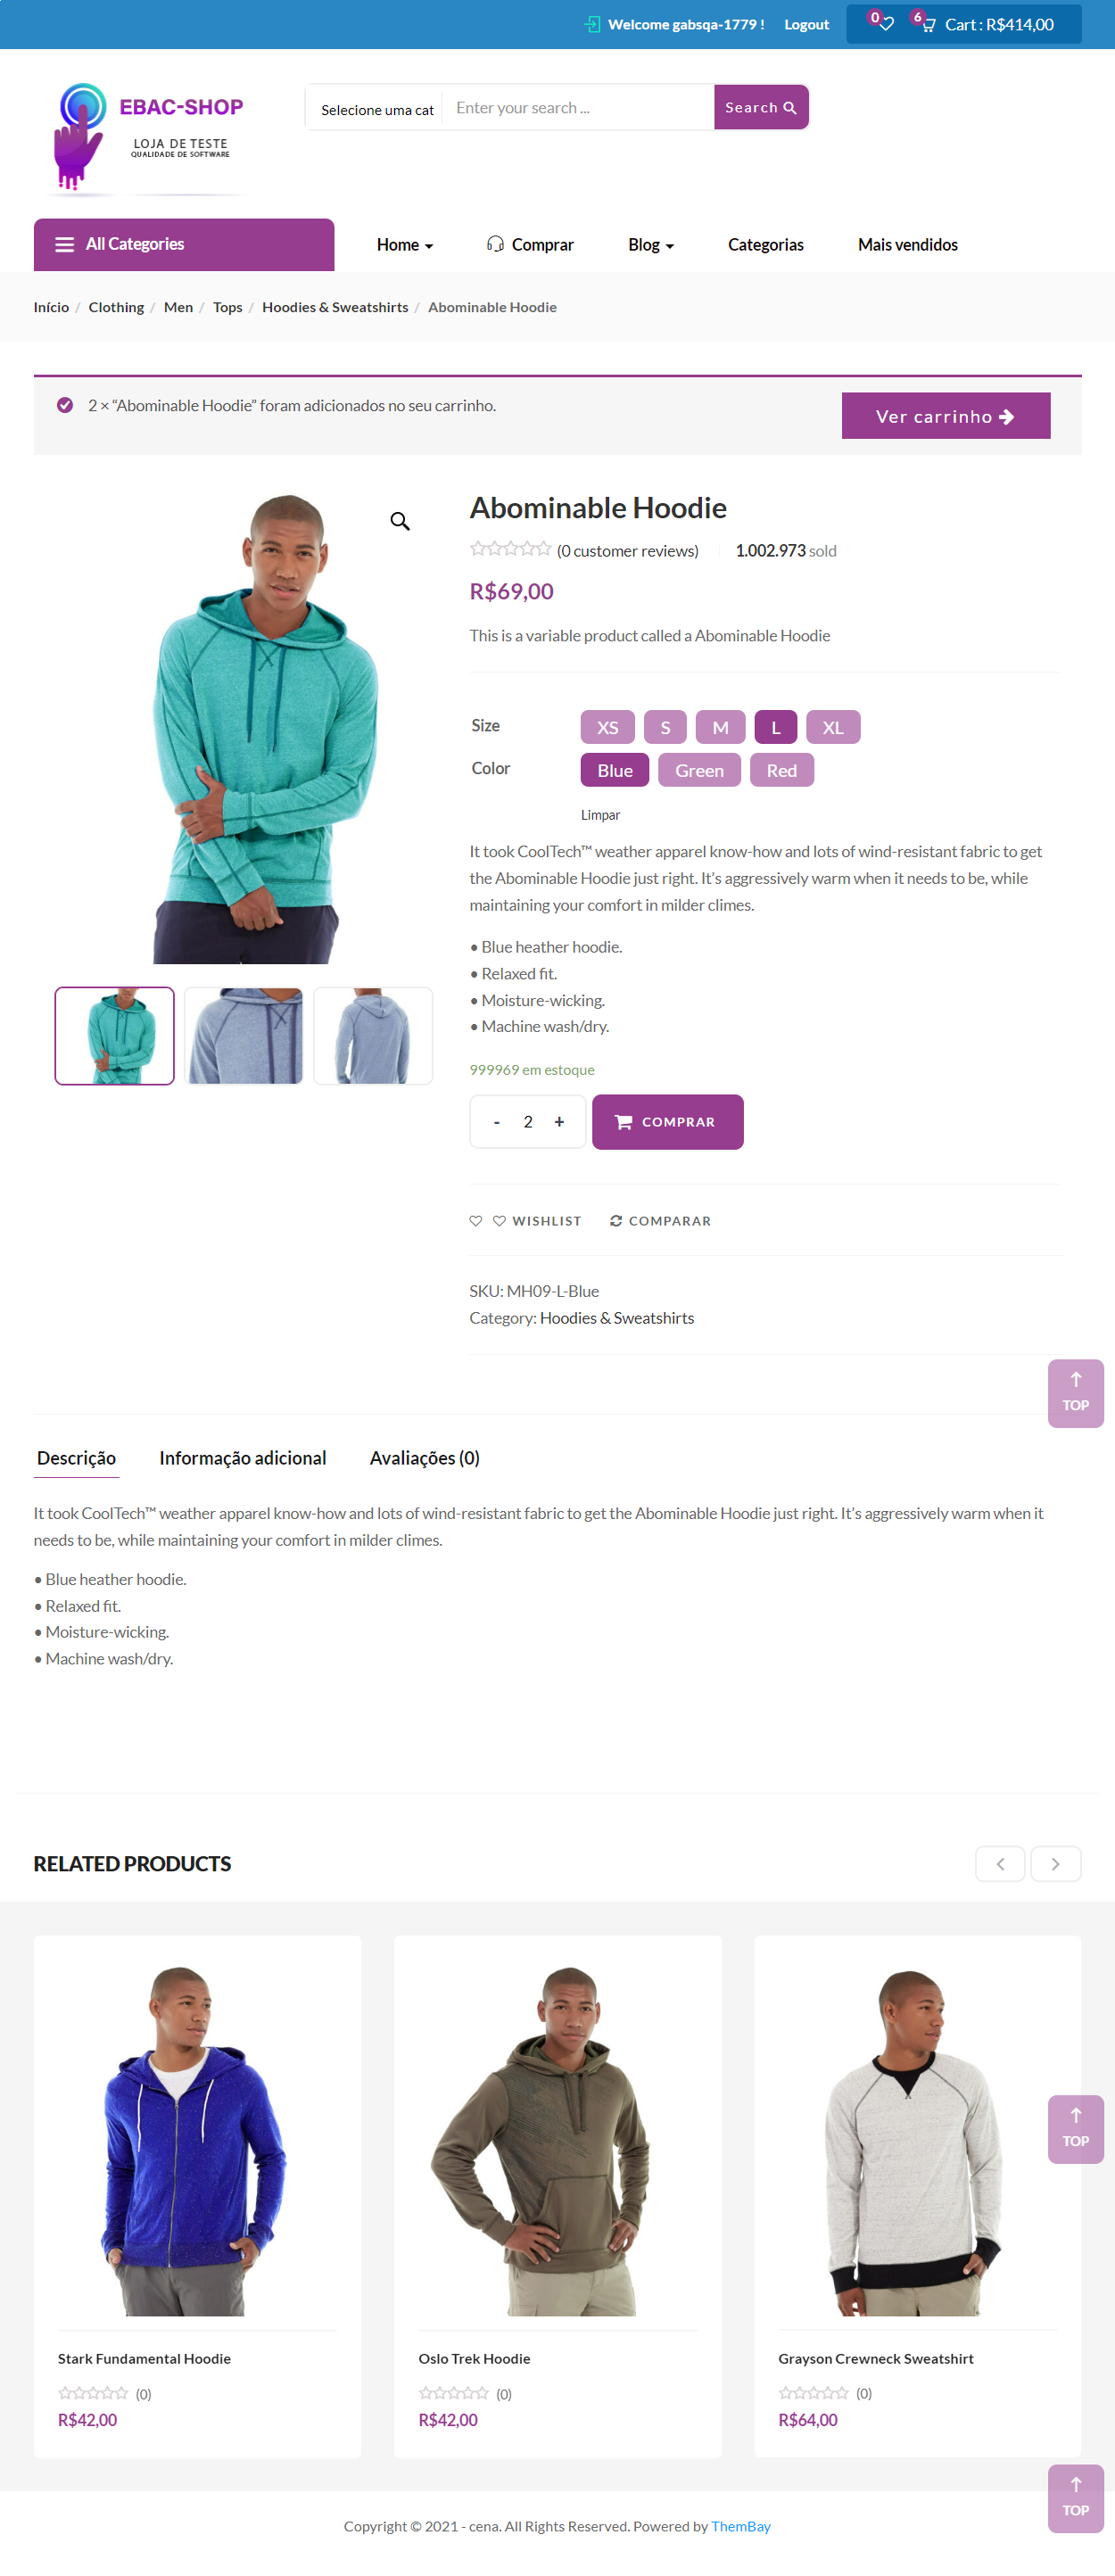 Welcome gabsqa-1779 ! Logout 0 6 Cart : R$414,00
EBAC-SHOP
LOJA DE TESTE
QUALIDADE DE SOFTWARE
Selecione uma cat Enter your search ... Search
All Categories Home Comprar Blog Categorias Mais vendidos
Início / Clothing / Men / Tops / Hoodies & Sweatshirts / Abominable Hoodie
2 × “Abominable Hoodie” foram adicionados no seu carrinho. Ver carrinho
Abominable Hoodie
(0 customer reviews) 1.002.973 sold
R$69,00
This is a variable product called a Abominable Hoodie
Size XS S M L XL
Color Blue Green Red
Limpar
It took CoolTech™ weather apparel know-how and lots of wind-resistant fabric to get
the Abominable Hoodie just right. It’s aggressively warm when it needs to be, while
maintaining your comfort in milder climes.
• Blue heather hoodie.
• Relaxed fit.
• Moisture-wicking.
• Machine wash/dry.
999969 em estoque
- 2 + COMPRAR
WISHLIST COMPARAR
SKU: MH09-L-Blue
Category: Hoodies & Sweatshirts
TOP
Descrição Informação adicional Avaliações (0)
It took CoolTech™ weather apparel know-how and lots of wind-resistant fabric to get the Abominable Hoodie just right. It’s aggressively warm when it
needs to be, while maintaining your comfort in milder climes.
• Blue heather hoodie.
• Relaxed fit.
• Moisture-wicking.
• Machine wash/dry.
RELATED PRODUCTS
TOP
Stark Fundamental Hoodie
(0)
R$42,00
Oslo Trek Hoodie
(0)
R$42,00
Grayson Crewneck Sweatshirt
(0)
R$64,00
TOP
Copyright © 2021 - cena. All Rights Reserved. Powered by ThemBay